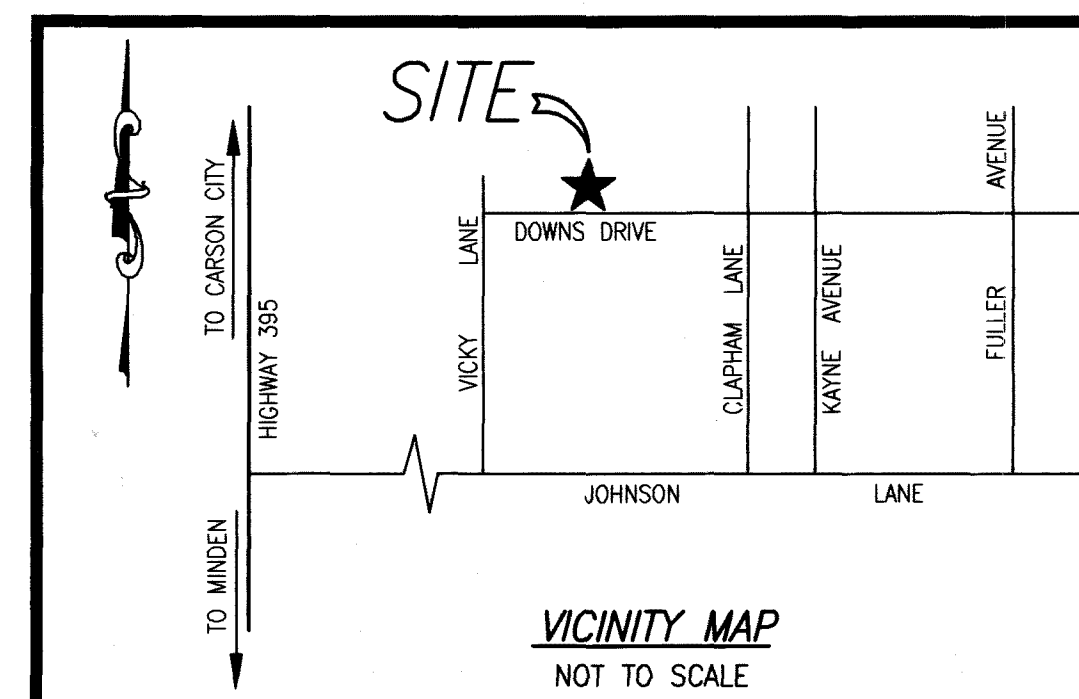 SITE
TO CARSON CITY
HIGHWAY 395
VICKY LANE
DOWNS DRIVE
CLAPHAM LANE
KAYNE AVENUE
FULLER AVENUE
JOHNSON LANE
TO MINDEN
VICINITY MAP
NOT TO SCALE